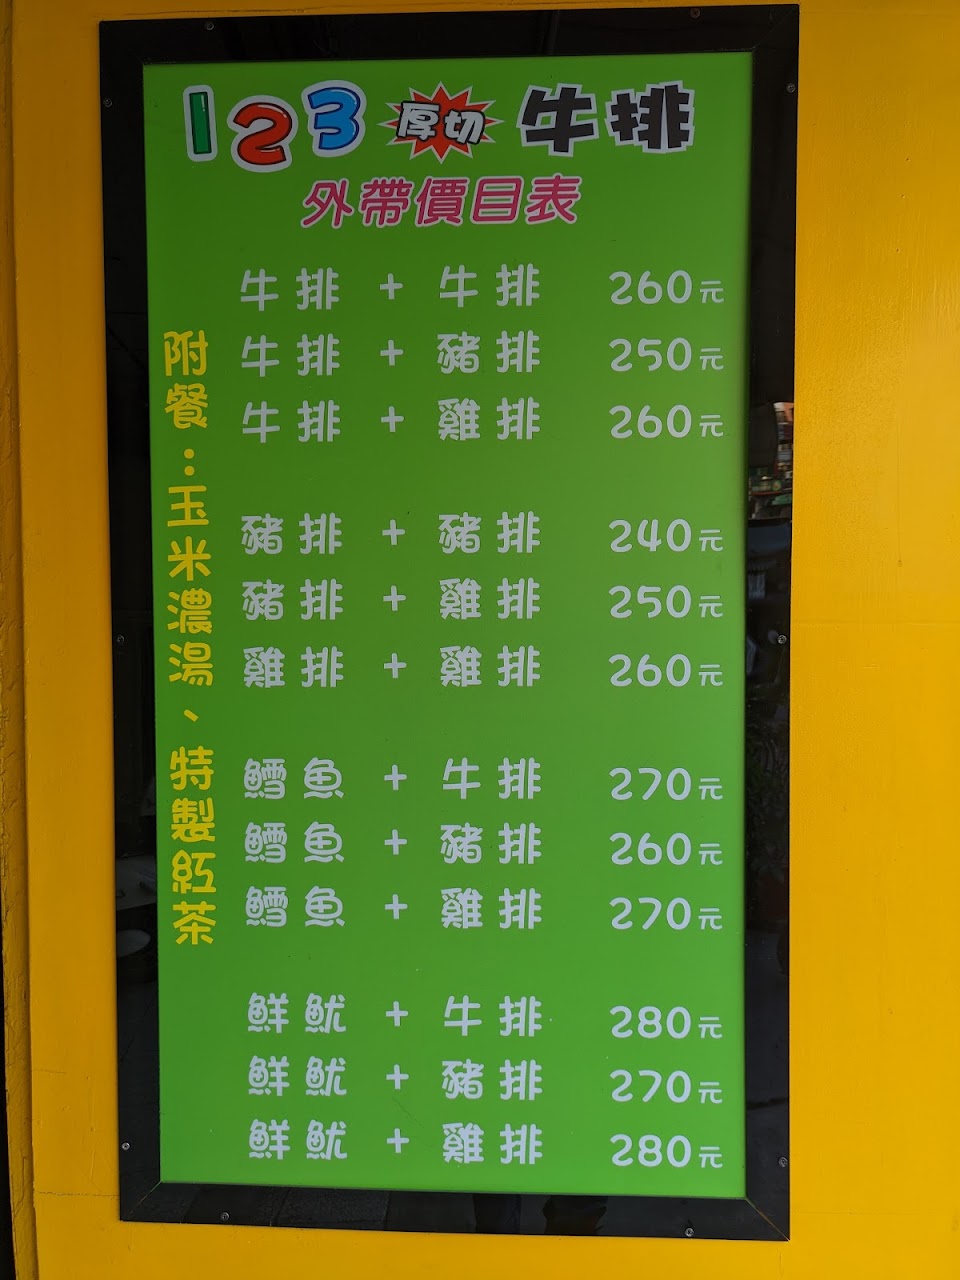 123 厚切 牛排
外帶價目表
附餐：玉米濃湯、特製紅茶
牛排 + 牛排 260元
牛排 + 豬排 250元
牛排 + 雞排 260元
豬排 + 豬排 240元
豬排 + 雞排 250元
雞排 + 雞排 260元
鱈魚 + 牛排 270元
鱈魚 + 豬排 260元
鱈魚 + 雞排 270元
鮮魷 + 牛排 280元
鮮魷 + 豬排 270元
鮮魷 + 雞排 280元